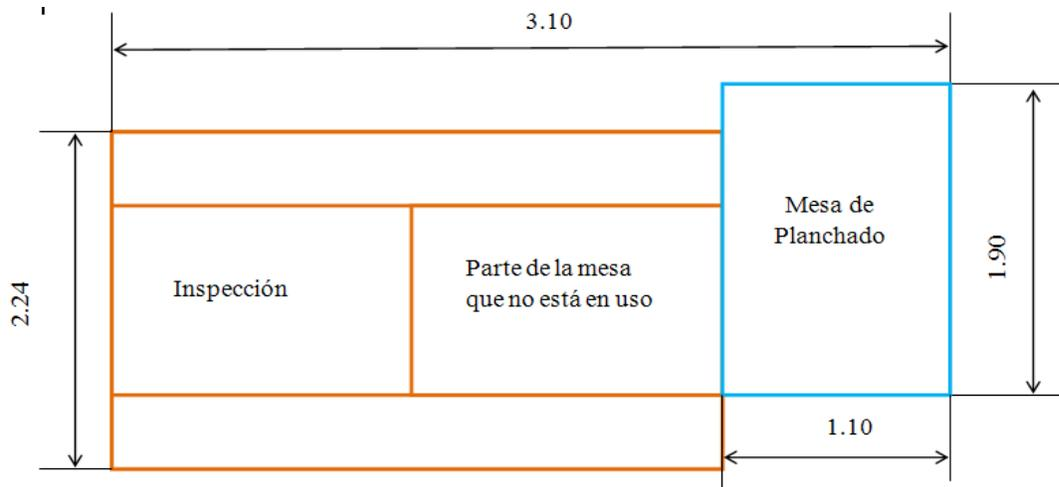 3.10
Mesa de
Planchado
Parte de la mesa
que no está en uso
Inspección
1.90
2.24
1.10